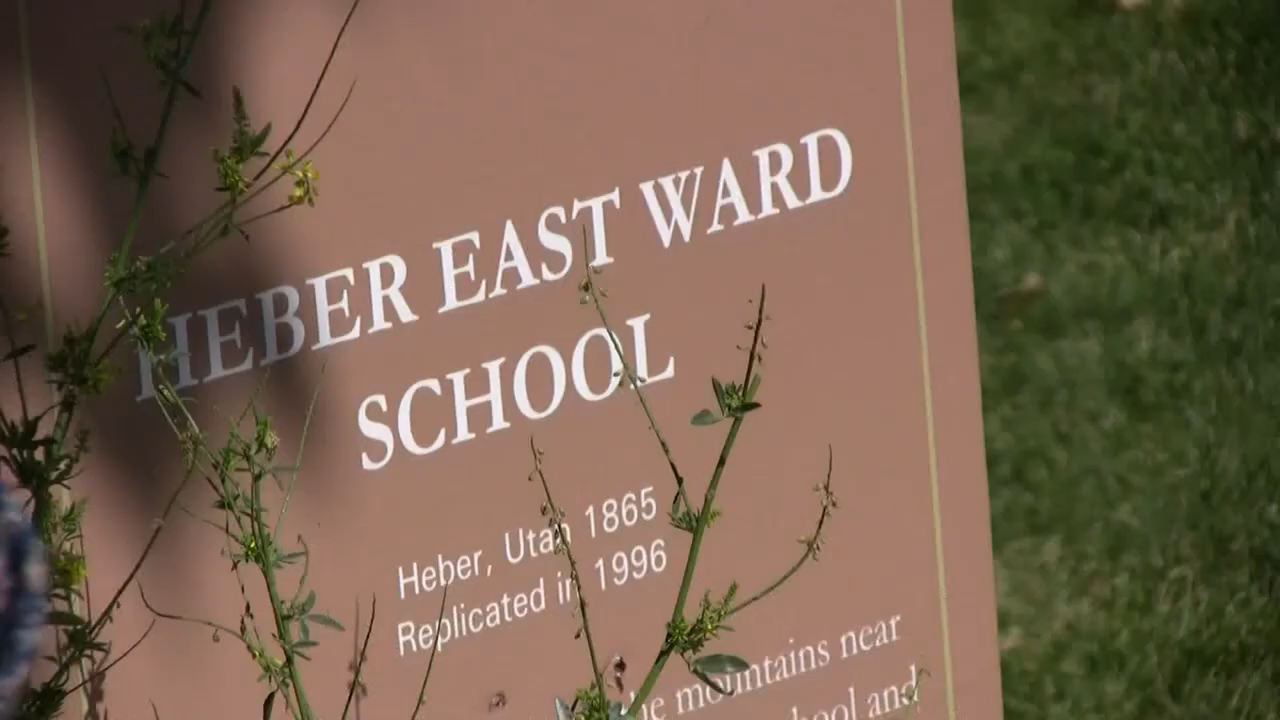 HEBER EAST WARD
SCHOOL
Heber, Utah 1865
Replicated in 1996
mountains near
and